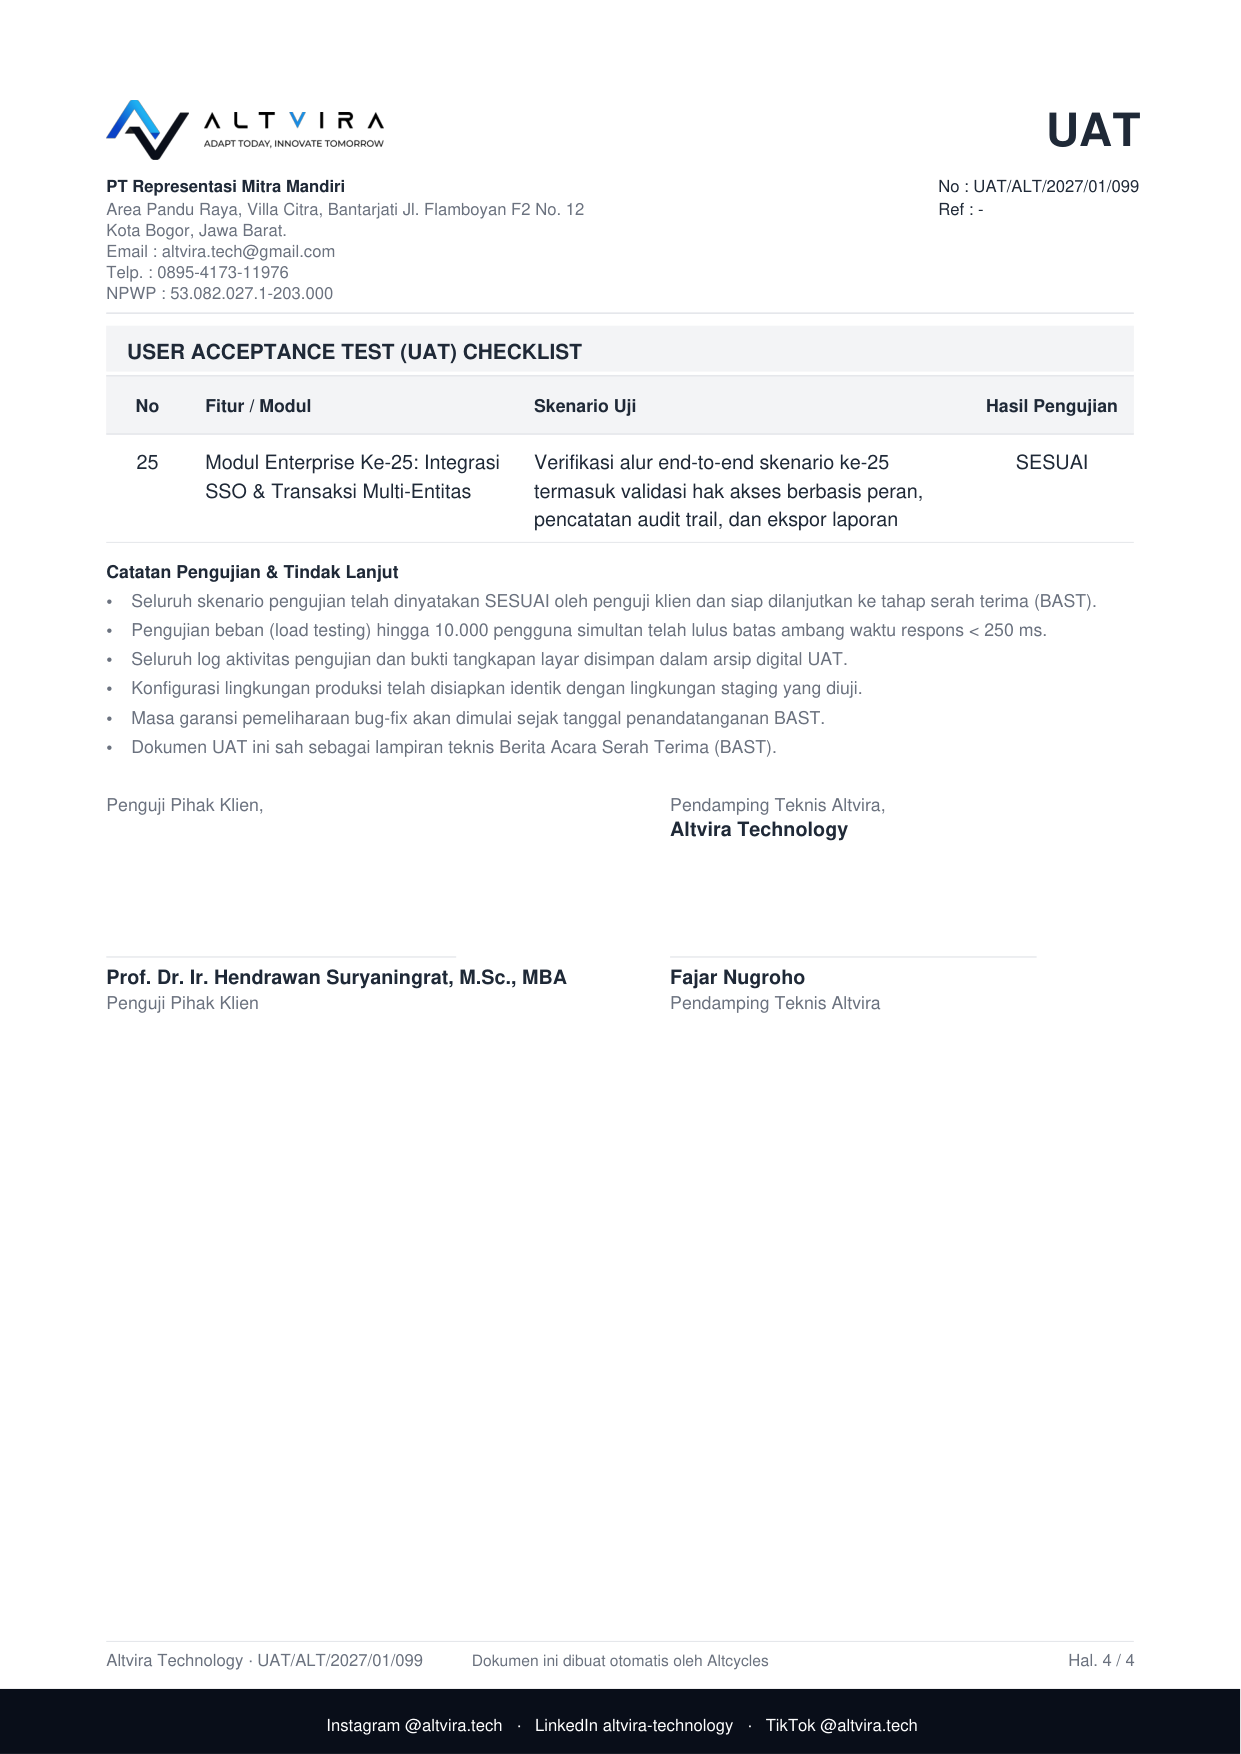 ALTVIRA
ADAPT TODAY, INNOVATE TOMORROW
UAT
PT Representasi Mitra Mandiri
Area Pandu Raya, Villa Citra, Bantarjati Jl. Flamboyan F2 No. 12
Kota Bogor, Jawa Barat.
Email : altvira.tech@gmail.com
Telp. : 0895-4173-11976
NPWP : 53.082.027.1-203.000
No : UAT/ALT/2027/01/099
Ref : -
USER ACCEPTANCE TEST (UAT) CHECKLIST
No Fitur / Modul Skenario Uji Hasil Pengujian
25 Modul Enterprise Ke-25: Integrasi Verifikasi alur end-to-end skenario ke-25 SESUAI
SSO & Transaksi Multi-Entitas termasuk validasi hak akses berbasis peran,
pencatatan audit trail, dan ekspor laporan
Catatan Pengujian & Tindak Lanjut
• Seluruh skenario pengujian telah dinyatakan SESUAI oleh penguji klien dan siap dilanjutkan ke tahap serah terima (BAST).
• Pengujian beban (load testing) hingga 10.000 pengguna simultan telah lulus batas ambang waktu respons < 250 ms.
• Seluruh log aktivitas pengujian dan bukti tangkapan layar disimpan dalam arsip digital UAT.
• Konfigurasi lingkungan produksi telah disiapkan identik dengan lingkungan staging yang diuji.
• Masa garansi pemeliharaan bug-fix akan dimulai sejak tanggal penandatanganan BAST.
• Dokumen UAT ini sah sebagai lampiran teknis Berita Acara Serah Terima (BAST).
Penguji Pihak Klien,
Pendamping Teknis Altvira,
Altvira Technology
Prof. Dr. Ir. Hendrawan Suryaningrat, M.Sc., MBA
Penguji Pihak Klien
Fajar Nugroho
Pendamping Teknis Altvira
Altvira Technology · UAT/ALT/2027/01/099 Dokumen ini dibuat otomatis oleh Altcycles Hal. 4 / 4
Instagram @altvira.tech · LinkedIn altvira-technology · TikTok @altvira.tech